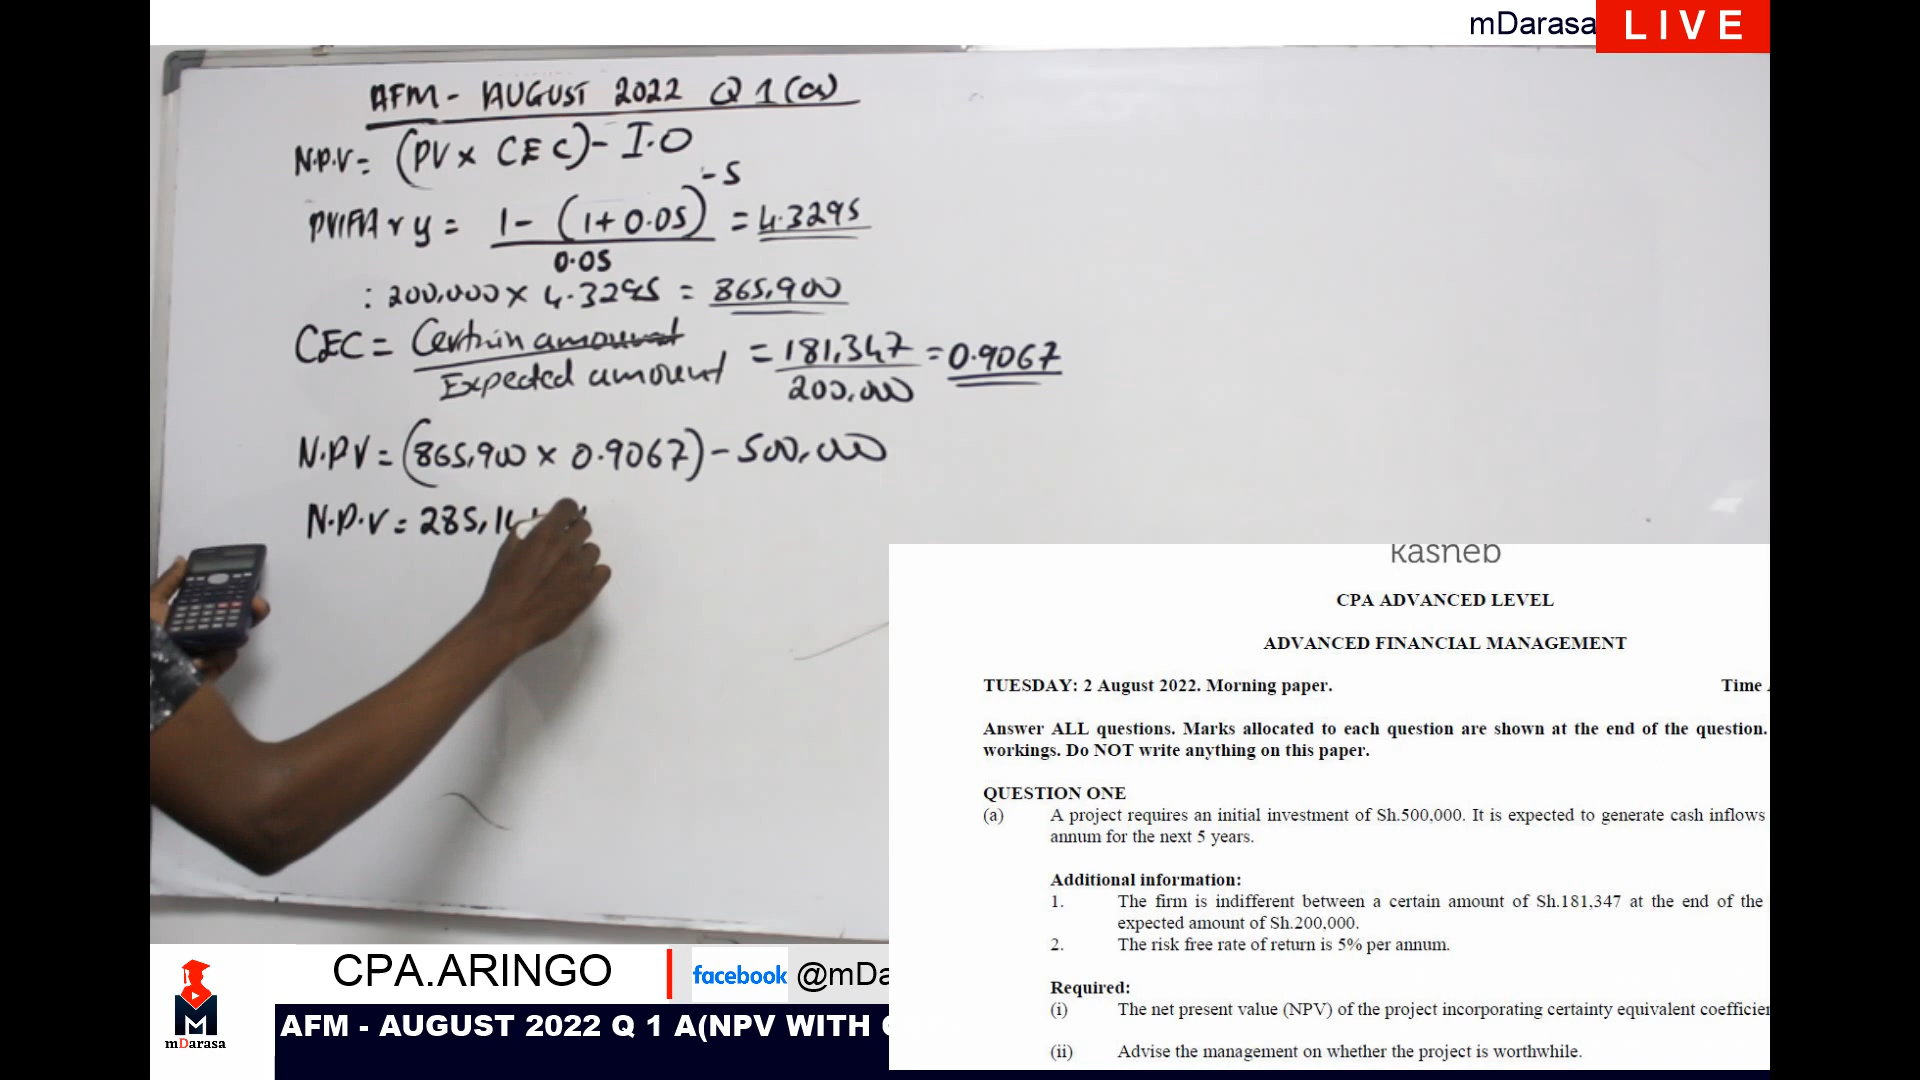 mDarasa LIVE
AFM - AUGUST 2022 Q 1 (a)
N.P.V = (PV x CEC) - I.O
PVIFA r y = 1 - (1 + 0.05)^-5 / 0.05 = 4.3295
: 200,000 x 4.3295 = 865,900
CEC = Certain amount / Expected amount = 181,347 / 200,000 = 0.9067
N.P.V = (865,900 x 0.9067) - 500,000
N.P.V = 285,1
kasneb
CPA ADVANCED LEVEL
ADVANCED FINANCIAL MANAGEMENT
TUESDAY: 2 August 2022. Morning paper. Time
Answer ALL questions. Marks allocated to each question are shown at the end of the question.
workings. Do NOT write anything on this paper.
QUESTION ONE
(a) A project requires an initial investment of Sh.500,000. It is expected to generate cash inflows
annum for the next 5 years.
Additional information:
1. The firm is indifferent between a certain amount of Sh.181,347 at the end of the
expected amount of Sh.200,000.
2. The risk free rate of return is 5% per annum.
Required:
(i) The net present value (NPV) of the project incorporating certainty equivalent coefficie
(ii) Advise the management on whether the project is worthwhile.
CPA.ARINGO facebook @mDa
AFM - AUGUST 2022 Q 1 A(NPV WITH
M
mDarasa